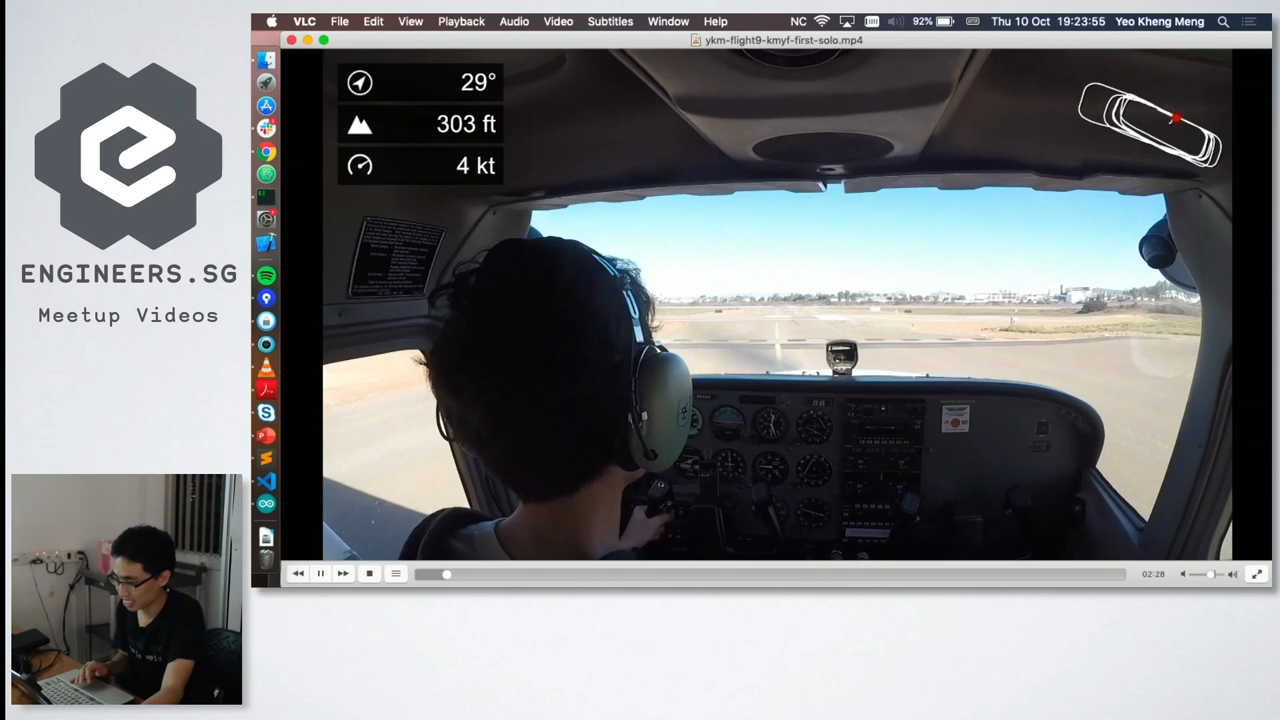 ENGINEERS.SG
Meetup Videos
VLC File Edit View Playback Audio Video Subtitles Window Help NC 92% Thu 10 Oct 19:23:55 Yeo Kheng Meng
ykm-flight9-kmyf-first-solo.mp4
29°
303 ft
4 kt
02:28